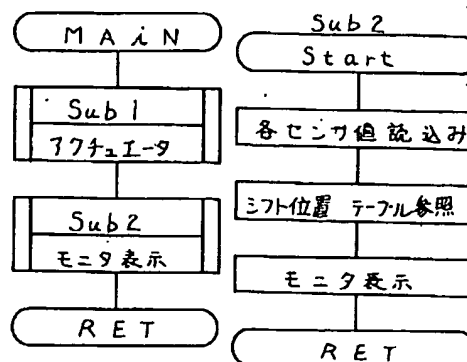 MAiN
Sub1
アクチュエータ
Sub2
モニタ表示
RET
Sub2
Start
各センサ値読込み
シフト位置 テーブル参照
モニタ表示
RET